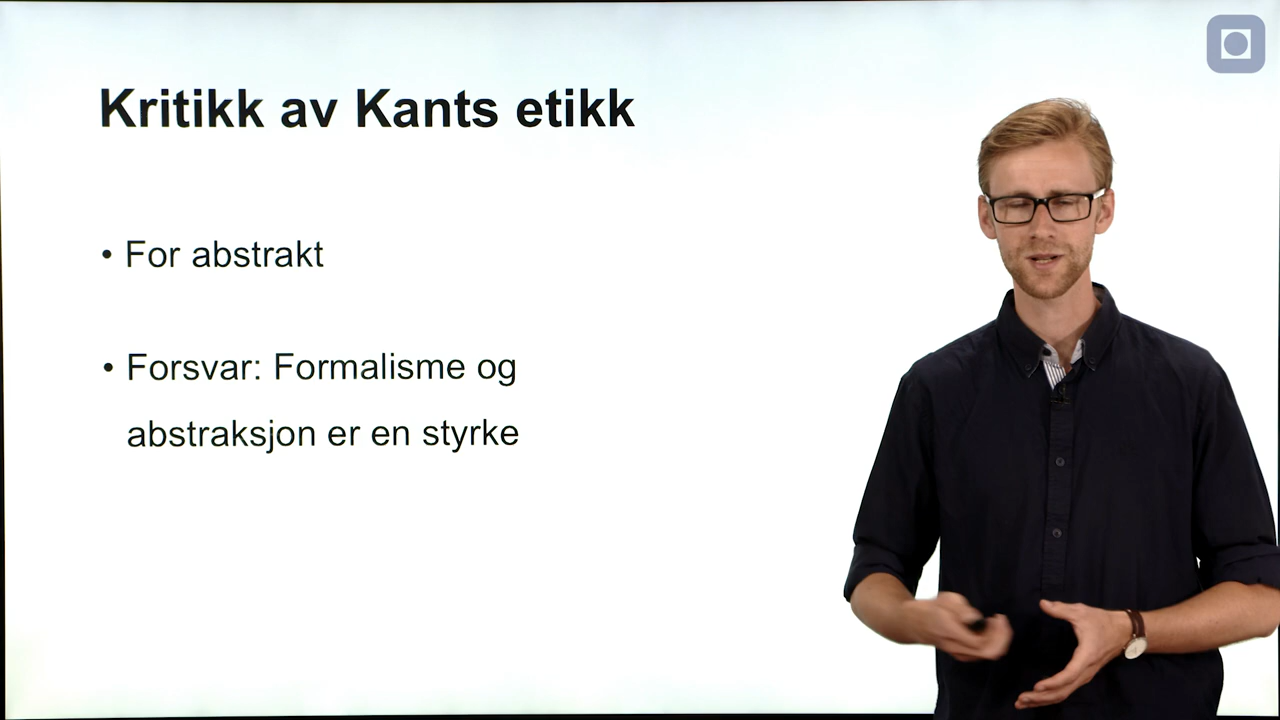 Kritikk av Kants etikk
• For abstrakt
• Forsvar: Formalisme og
abstraksjon er en styrke